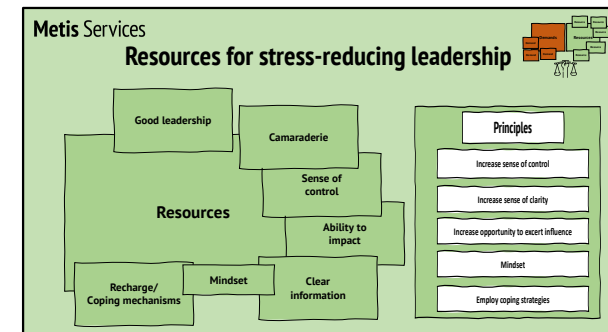 Metis Services
Resources for stress-reducing leadership
Good leadership
Camaraderie
Sense of
control
Resources
Ability to
impact
Recharge/
Coping mechanisms
Mindset
Clear
information
Principles
Increase sense of control
Increase sense of clarity
Increase opportunity to excert influence
Mindset
Employ coping strategies
Demands
Resources